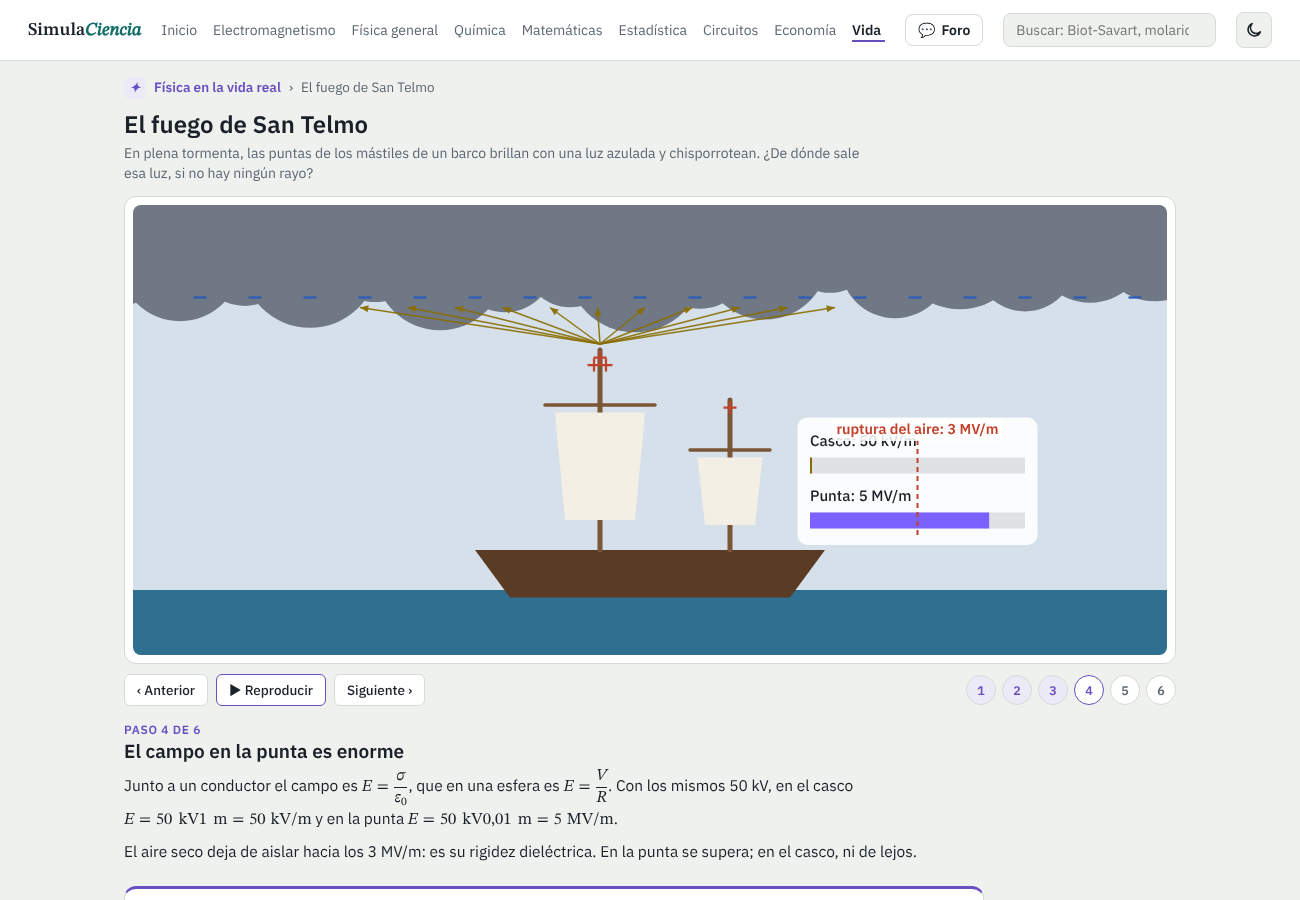 SimulaCiencia Inicio Electromagnetismo Física general Química Matemáticas Estadística Circuitos Economía Vida 💬 Foro Buscar: Biot-Savart, molaric
✦ Física en la vida real › El fuego de San Telmo
El fuego de San Telmo
En plena tormenta, las puntas de los mástiles de un barco brillan con una luz azulada y chisporrotean. ¿De dónde sale
esa luz, si no hay ningún rayo?
ruptura del aire: 3 MV/m
Casco: 50 kV/m
Punta: 5 MV/m
‹ Anterior ▶ Reproducir Siguiente › 1 2 3 4 5 6
PASO 4 DE 6
El campo en la punta es enorme
Junto a un conductor el campo es E = σ/ε0, que en una esfera es E = V/R. Con los mismos 50 kV, en el casco
E = 50 kV1 m = 50 kV/m y en la punta E = 50 kV0,01 m = 5 MV/m.
El aire seco deja de aislar hacia los 3 MV/m: es su rigidez dieléctrica. En la punta se supera; en el casco, ni de lejos.